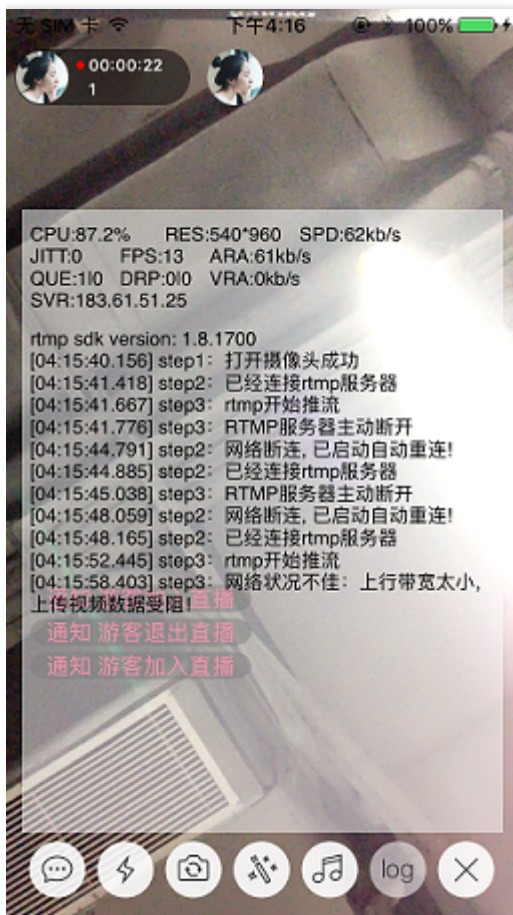 无 SIM 卡 下午4:16 100%
00:00:22
1
CPU:87.2% RES:540*960 SPD:62kb/s
JITT:0 FPS:13 ARA:61kb/s
QUE:1|0 DRP:0|0 VRA:0kb/s
SVR:183.61.51.25
rtmp sdk version: 1.8.1700
[04:15:40.156] step1：打开摄像头成功
[04:15:41.418] step2：已经连接rtmp服务器
[04:15:41.667] step3：rtmp开始推流
[04:15:41.776] step3：RTMP服务器主动断开
[04:15:44.791] step2：网络断连, 已启动自动重连!
[04:15:44.885] step2：已经连接rtmp服务器
[04:15:45.038] step3：RTMP服务器主动断开
[04:15:48.059] step2：网络断连, 已启动自动重连!
[04:15:48.165] step2：已经连接rtmp服务器
[04:15:52.445] step3：rtmp开始推流
[04:15:58.403] step3：网络状况不佳：上行带宽太小,
上传视频数据受阻!
通知 游客退出直播
通知 游客加入直播
log